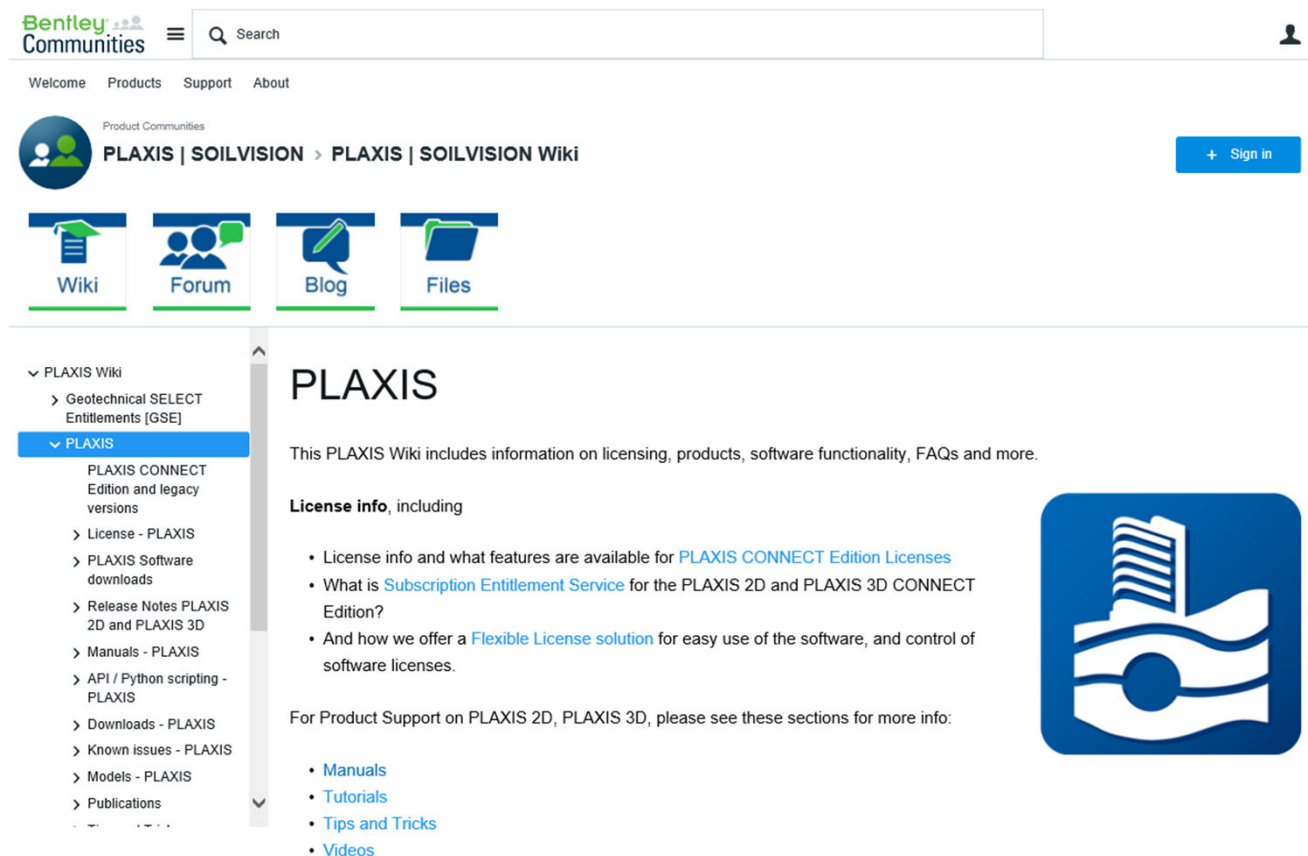 Bentley
Communities
Search
Welcome Products Support About
Product Communities
PLAXIS | SOILVISION > PLAXIS | SOILVISION Wiki
+ Sign in
Wiki
Forum
Blog
Files
PLAXIS Wiki
Geotechnical SELECT
Entitlements [GSE]
PLAXIS
PLAXIS CONNECT
Edition and legacy
versions
License - PLAXIS
PLAXIS Software
downloads
Release Notes PLAXIS
2D and PLAXIS 3D
Manuals - PLAXIS
API / Python scripting -
PLAXIS
Downloads - PLAXIS
Known issues - PLAXIS
Models - PLAXIS
Publications
PLAXIS
This PLAXIS Wiki includes information on licensing, products, software functionality, FAQs and more.
License info, including
• License info and what features are available for PLAXIS CONNECT Edition Licenses
• What is Subscription Entitlement Service for the PLAXIS 2D and PLAXIS 3D CONNECT
Edition?
• And how we offer a Flexible License solution for easy use of the software, and control of
software licenses.
For Product Support on PLAXIS 2D, PLAXIS 3D, please see these sections for more info:
• Manuals
• Tutorials
• Tips and Tricks
• Videos